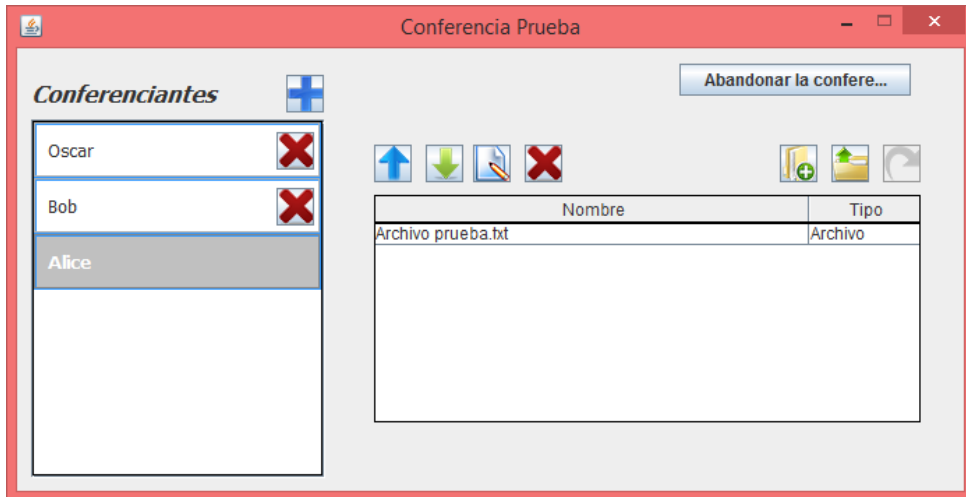 Conferencia Prueba
Conferenciantes
Abandonar la confere...
Oscar
Bob
Alice
Nombre Tipo
Archivo prueba.txt Archivo